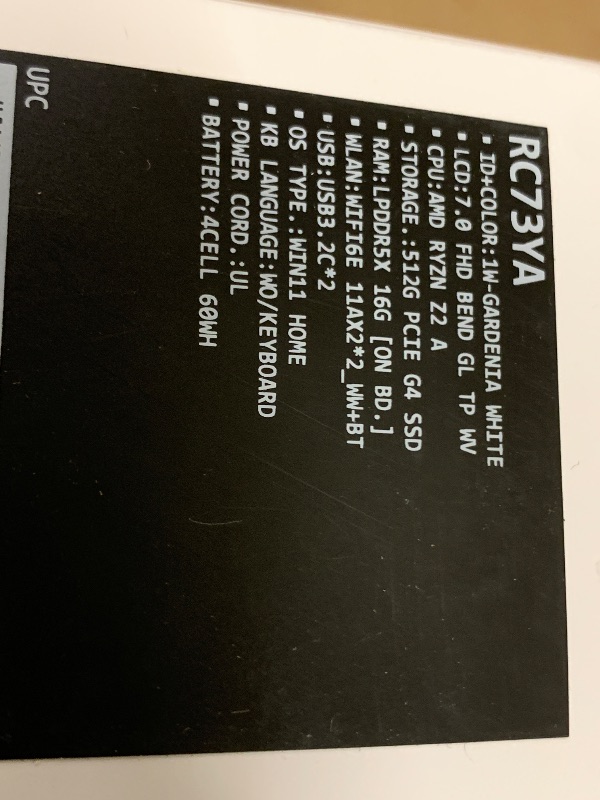 RC73YA
▪ ID+COLOR:1W-GARDENIA WHITE
▪ LCD:7.0 FHD BEND GL TP WV
▪ CPU:AMD RYZN Z2 A
▪ STORAGE.:512G PCIE G4 SSD
▪ RAM:LPDDR5X 16G [ON BD.]
▪ WLAN:WIFI6E 11AX2*2_WW+BT
▪ USB:USB3.2C*2
▪ OS TYPE.:WIN11 HOME
▪ KB LANGUAGE:WO/KEYBOARD
▪ POWER CORD.:UL
▪ BATTERY:4CELL 60WH
UPC